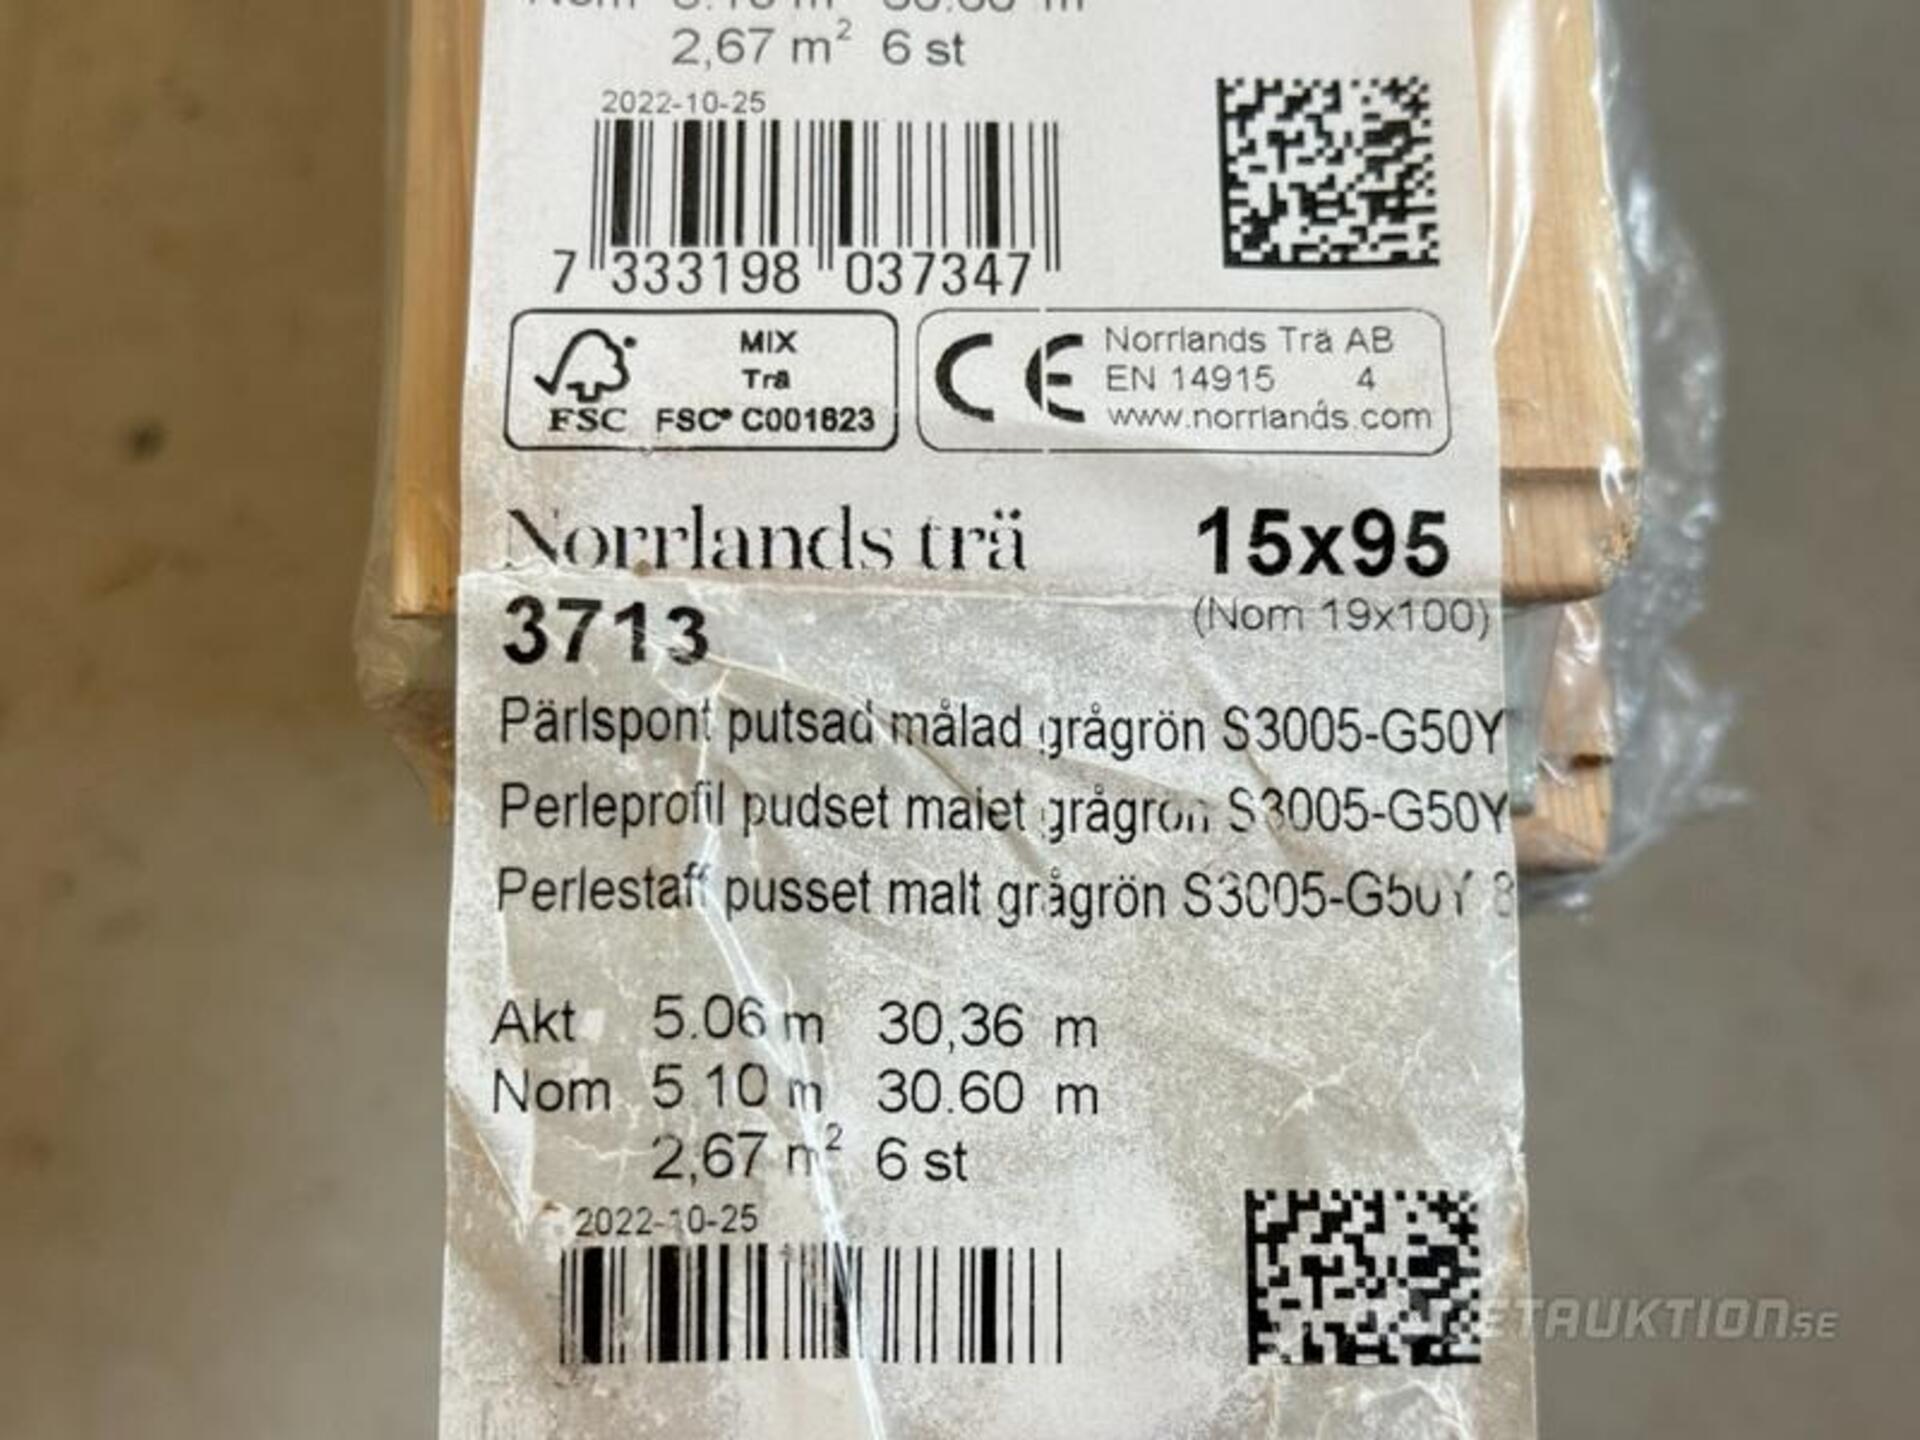 2,67 m² 6 st
2022-10-25
7 333198 037347
MIX
Trä
FSC FSC® C001623
CE Norrlands Trä AB
EN 14915 4
www.norrlands.com
Norrlands trä 15x95
3713 (Nom 19x100)
Pärlspont putsad målad grågrön S3005-G50Y
Perleprofil pudset malet grågrön S3005-G50Y
Perlestaff pusset malt grågrön S3005-G50Y 8
Akt 5.06 m 30,36 m
Nom 5 10 m 30.60 m
2,67 m² 6 st
2022-10-25